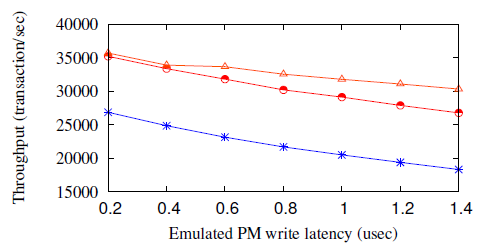 Throughput (transaction/sec)
40000
35000
30000
25000
20000
15000
0.2 0.4 0.6 0.8 1 1.2 1.4
Emulated PM write latency (usec)